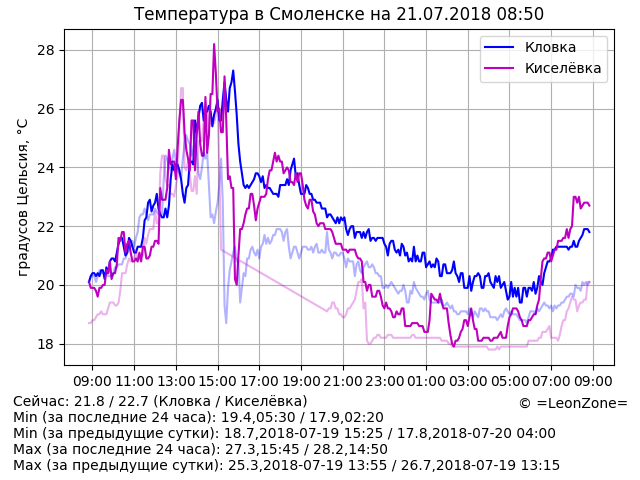 Температура в Смоленске на 21.07.2018 08:50
Кловка
Киселёвка
градусов Цельсия, °C
28
26
24
22
20
18
09:00 11:00 13:00 15:00 17:00 19:00 21:00 23:00 01:00 03:00 05:00 07:00 09:00
Сейчас: 21.8 / 22.7 (Кловка / Киселёвка)
© =LeonZone=
Min (за последние 24 часа): 19.4,05:30 / 17.9,02:20
Min (за предыдущие сутки): 18.7,2018-07-19 15:25 / 17.8,2018-07-20 04:00
Max (за последние 24 часа): 27.3,15:45 / 28.2,14:50
Max (за предыдущие сутки): 25.3,2018-07-19 13:55 / 26.7,2018-07-19 13:15